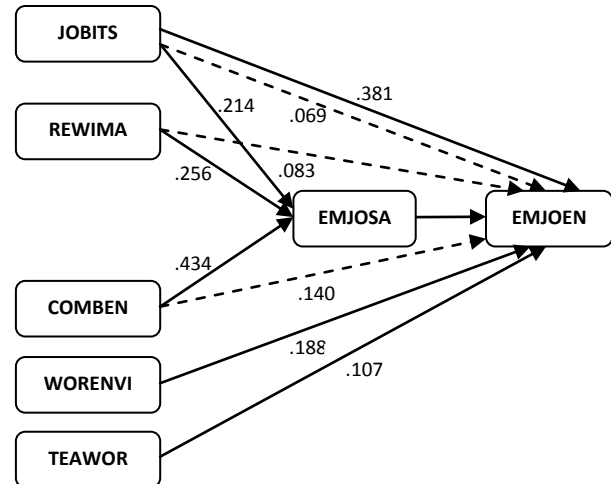 JOBITS
.381
.214
.069
REWIMA
.256
.083
EMJOSA
EMJOEN
.434
COMBEN
.140
WORENVI
.188
.107
TEAWOR